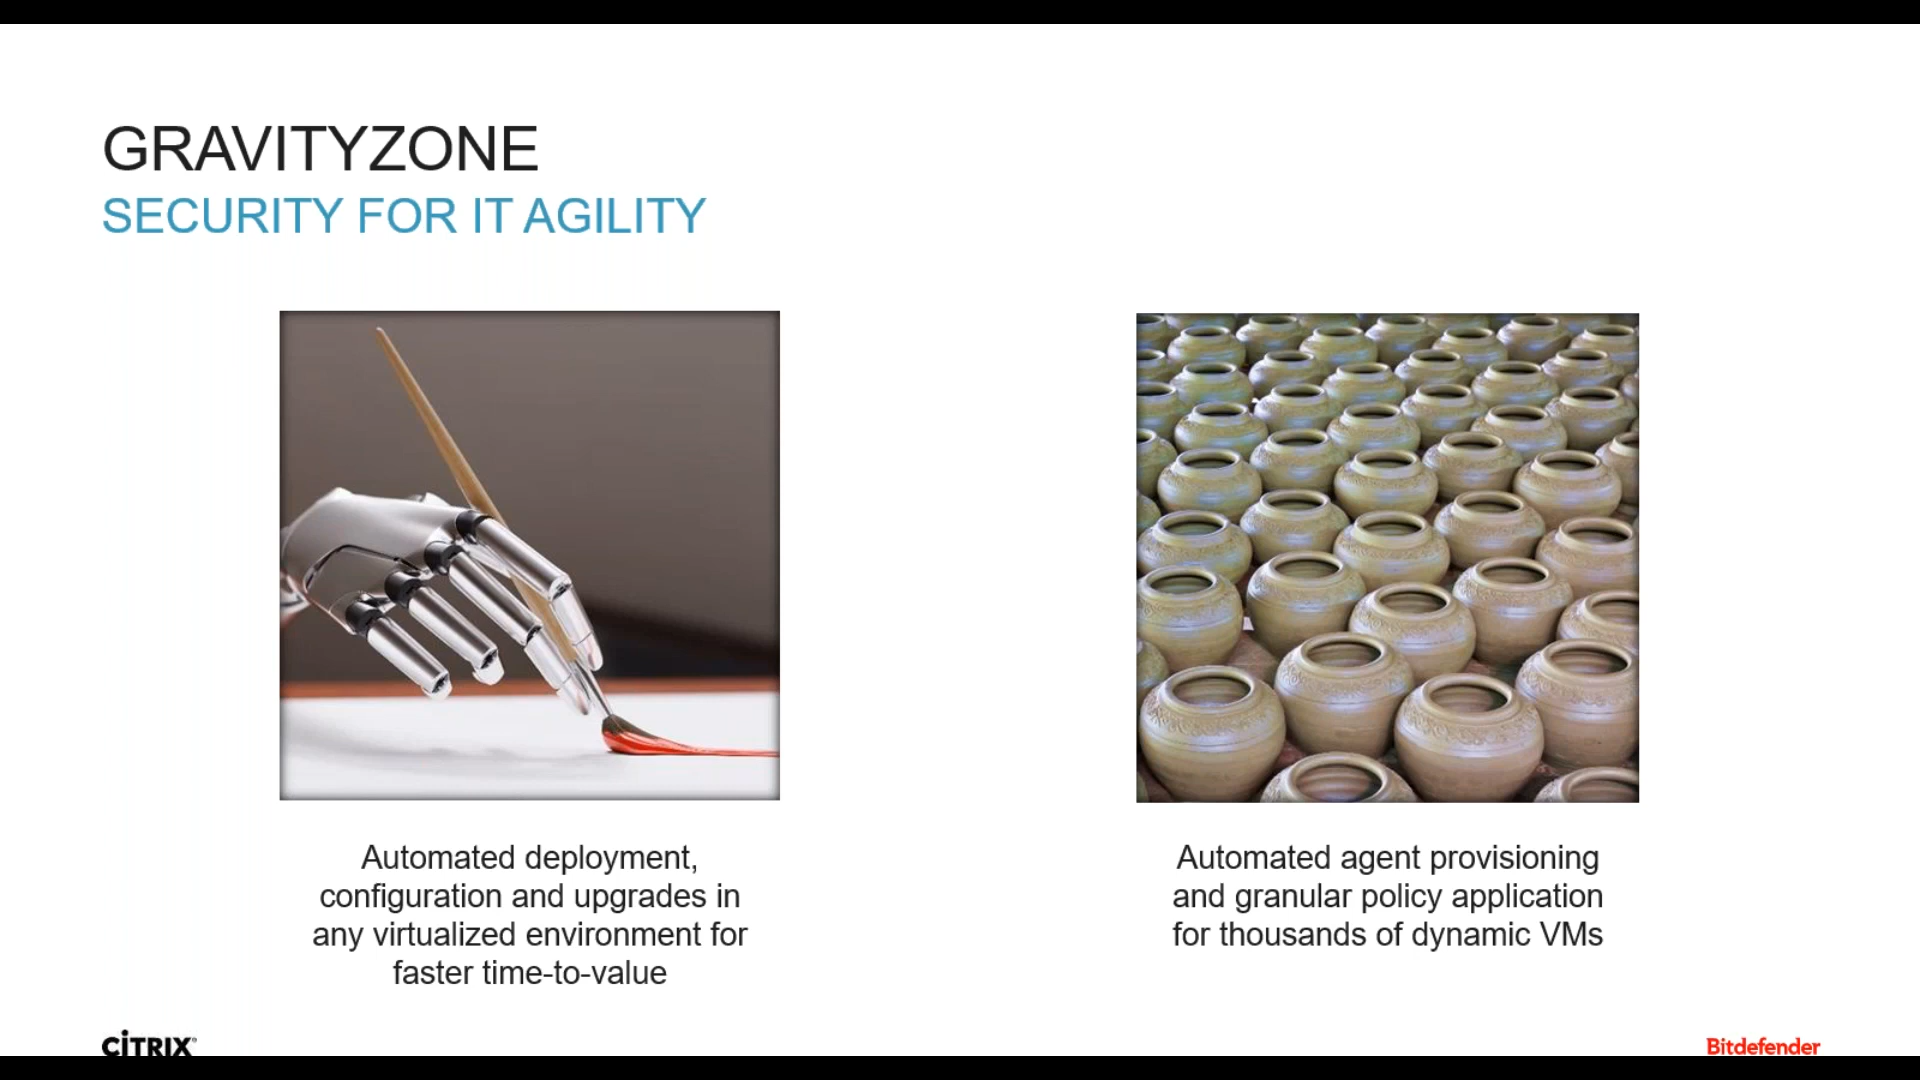 GRAVITYZONE
SECURITY FOR IT AGILITY
Automated deployment,
configuration and upgrades in
any virtualized environment for
faster time-to-value
Automated agent provisioning
and granular policy application
for thousands of dynamic VMs
CiTRIX®
Bitdefender